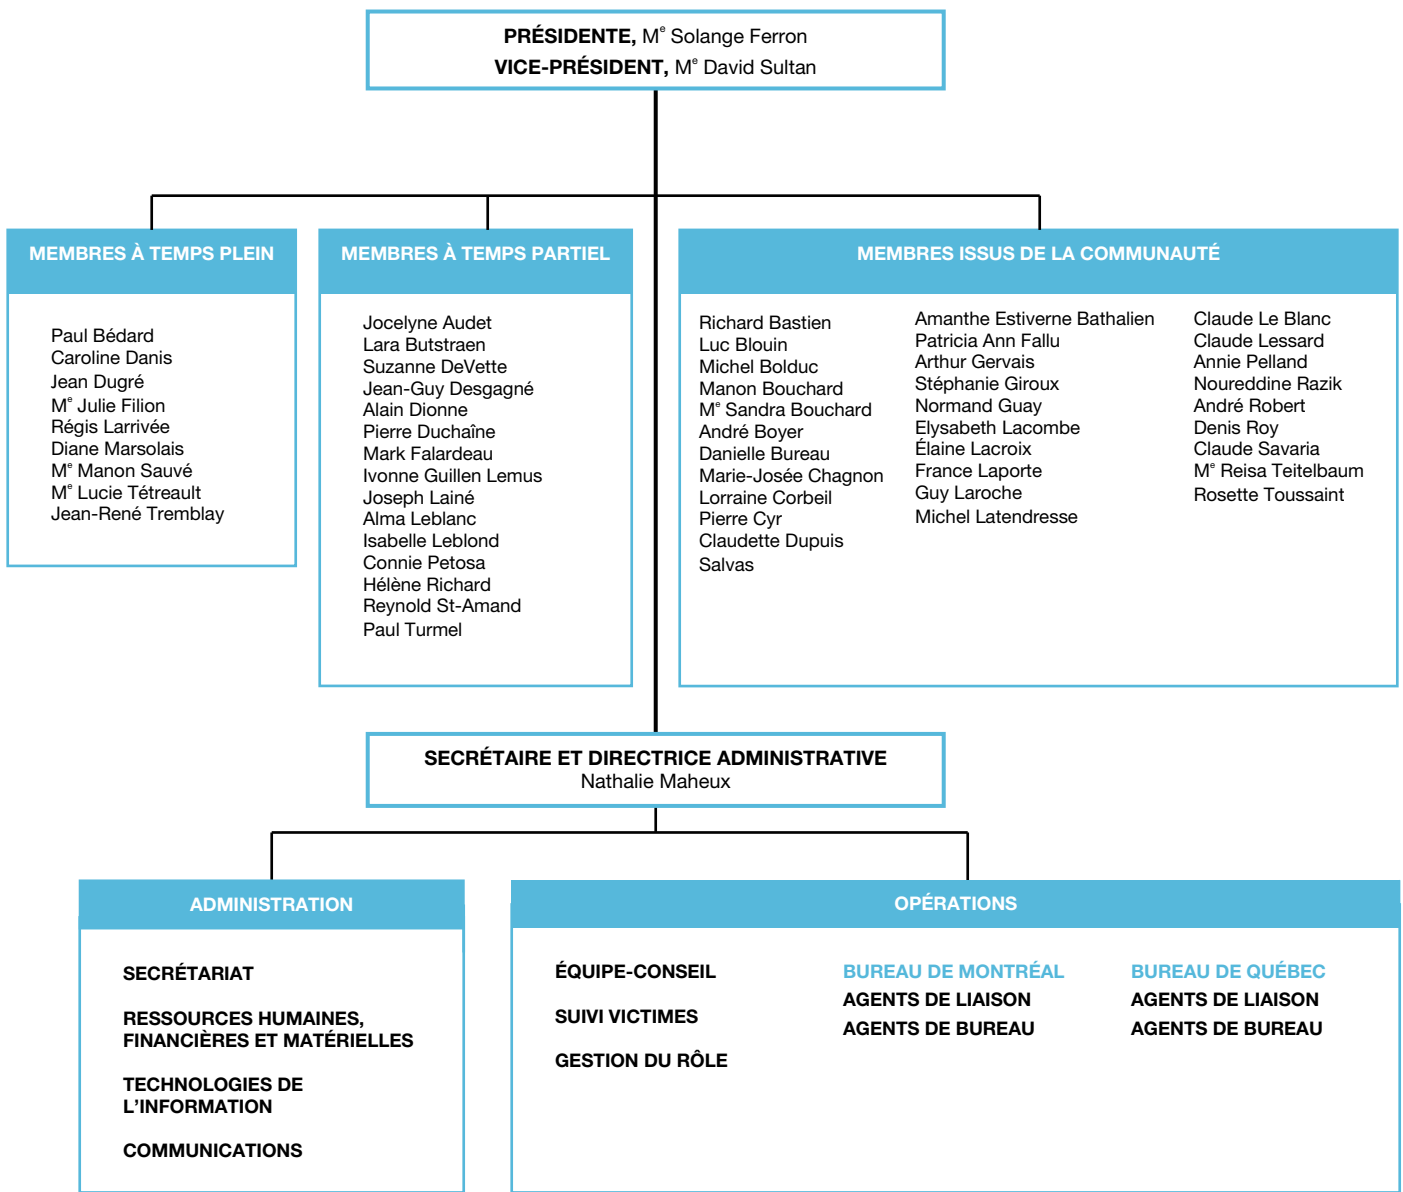 PRÉSIDENTE, Me Solange Ferron
VICE-PRÉSIDENT, Me David Sultan
MEMBRES À TEMPS PLEIN
Paul Bédard
Caroline Danis
Jean Dugré
Me Julie Filion
Régis Larrivée
Diane Marsolais
Me Manon Sauvé
Me Lucie Tétreault
Jean-René Tremblay
MEMBRES À TEMPS PARTIEL
Jocelyne Audet
Lara Butstraen
Suzanne DeVette
Jean-Guy Desgagné
Alain Dionne
Pierre Duchaîne
Mark Falardeau
Ivonne Guillen Lemus
Joseph Lainé
Alma Leblanc
Isabelle Leblond
Connie Petosa
Hélène Richard
Reynold St-Amand
Paul Turmel
MEMBRES ISSUS DE LA COMMUNAUTÉ
Richard Bastien
Luc Blouin
Michel Bolduc
Manon Bouchard
Me Sandra Bouchard
André Boyer
Danielle Bureau
Marie-Josée Chagnon
Lorraine Corbeil
Pierre Cyr
Claudette Dupuis
Salvas
Amanthe Estiverne Bathalien
Patricia Ann Fallu
Arthur Gervais
Stéphanie Giroux
Normand Guay
Elysabeth Lacombe
Élaine Lacroix
France Laporte
Guy Laroche
Michel Latendresse
Claude Le Blanc
Claude Lessard
Annie Pelland
Noureddine Razik
André Robert
Denis Roy
Claude Savaria
Me Reisa Teitelbaum
Rosette Toussaint
SECRÉTAIRE ET DIRECTRICE ADMINISTRATIVE
Nathalie Maheux
ADMINISTRATION
SECRÉTARIAT
RESSOURCES HUMAINES,
FINANCIÈRES ET MATÉRIELLES
TECHNOLOGIES DE
L’INFORMATION
COMMUNICATIONS
OPÉRATIONS
ÉQUIPE-CONSEIL
SUIVI VICTIMES
GESTION DU RÔLE
BUREAU DE MONTRÉAL
AGENTS DE LIAISON
AGENTS DE BUREAU
BUREAU DE QUÉBEC
AGENTS DE LIAISON
AGENTS DE BUREAU